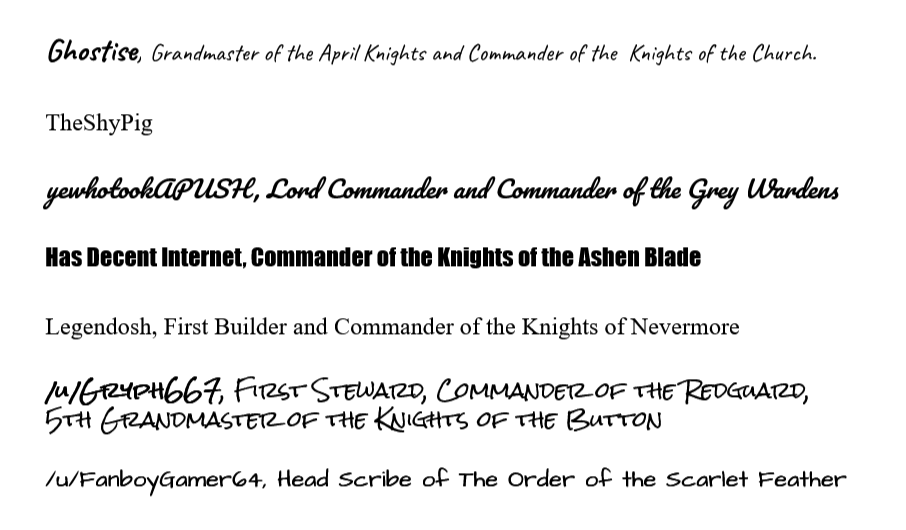 Ghostise, Grandmaster of the April Knights and Commander of the Knights of the Church.
TheShyPig
yewhotookAPUSH, Lord Commander and Commander of the Grey Wardens
Has Decent Internet, Commander of the Knights of the Ashen Blade
Legendosh, First Builder and Commander of the Knights of Nevermore
/u/Gryph667, First Steward, Commander of the Redguard,
5th Grandmaster of the Knights of the Button
/u/FanboyGamer64, Head Scribe of The Order of the Scarlet Feather